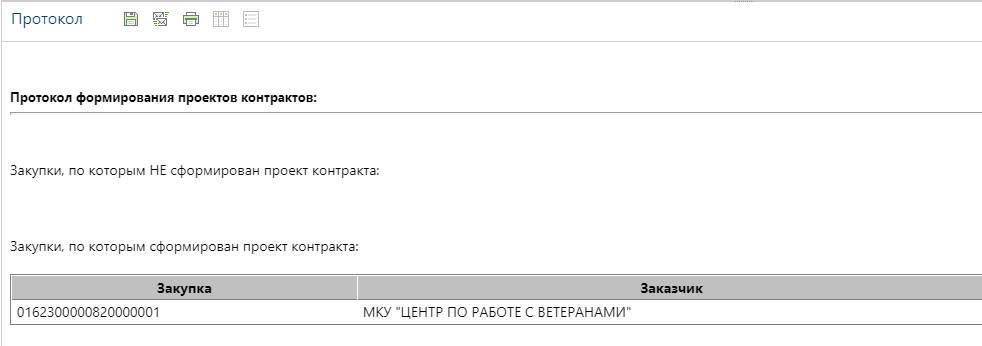 Протокол
Протокол формирования проектов контрактов:
Закупки, по которым НЕ сформирован проект контракта:
Закупки, по которым сформирован проект контракта:
Закупка Заказчик
0162300000820000001 МКУ "ЦЕНТР ПО РАБОТЕ С ВЕТЕРАНАМИ"